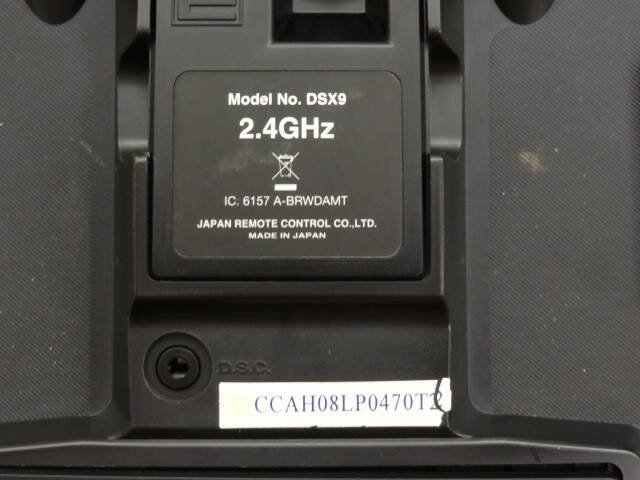 Model No. DSX9
2.4GHz
IC: 6157 A-BRWDAMT
JAPAN REMOTE CONTROL CO.,LTD.
MADE IN JAPAN
D.S.C.
CCAH08LP0470T2